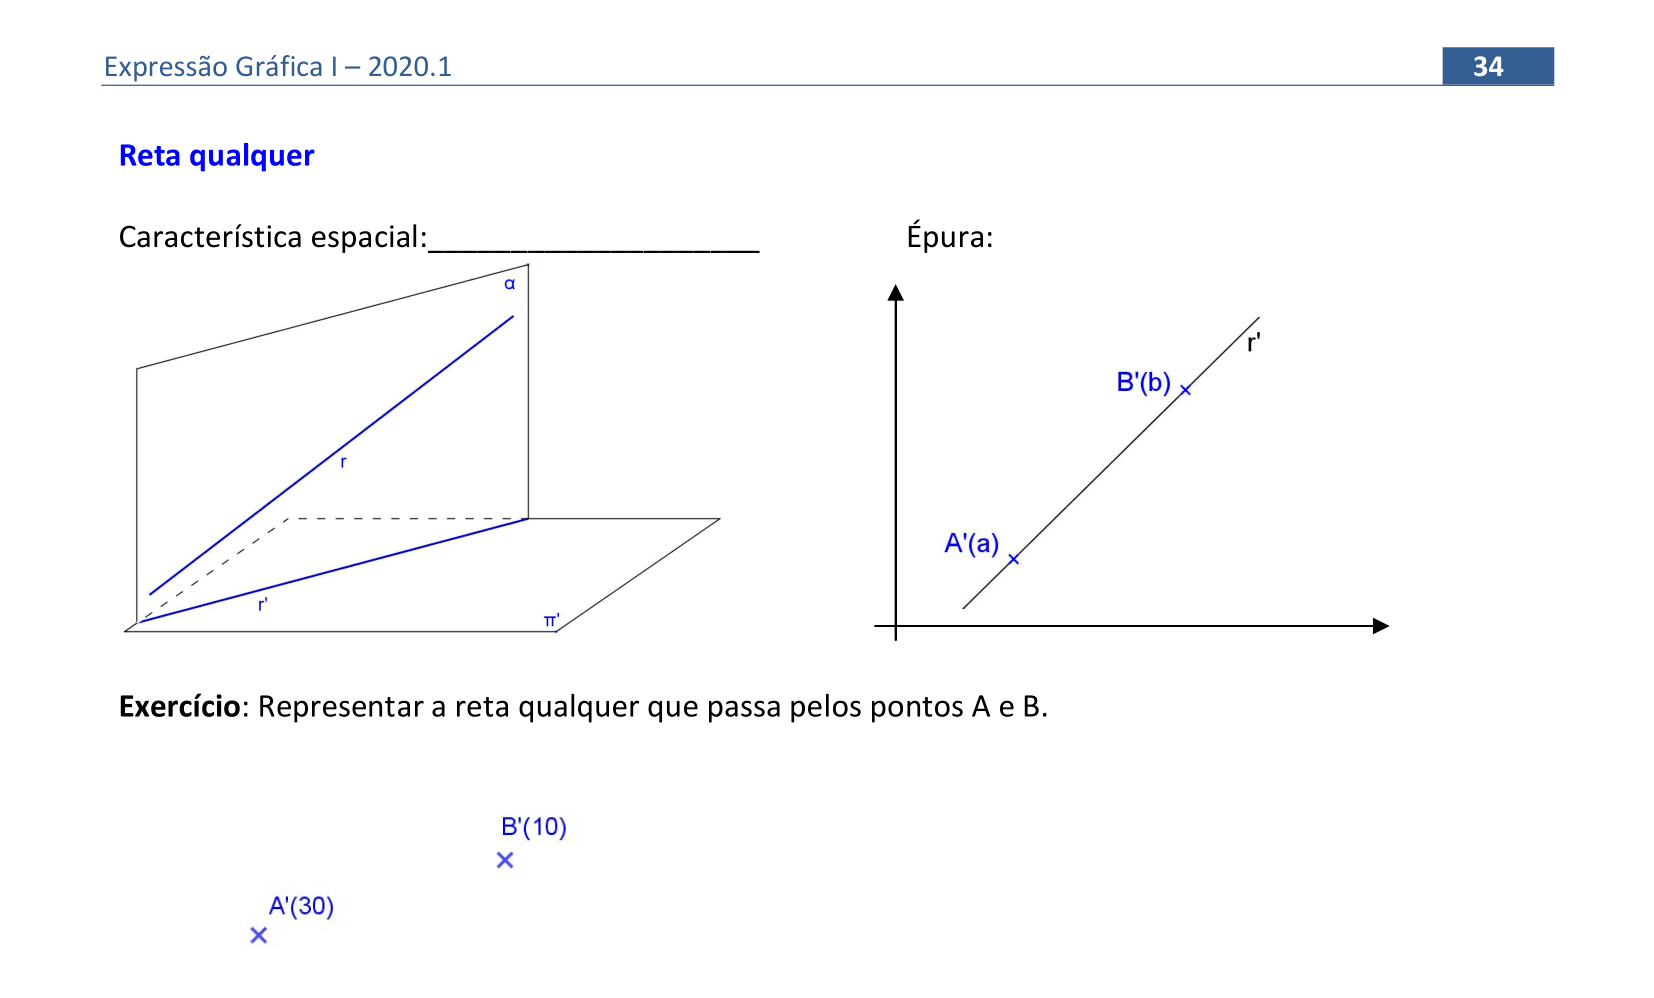 Expressão Gráfica I – 2020.1 34
Reta qualquer
Característica espacial:______________________ Épura:
α
r
r'
π'
r'
B'(b)
A'(a)
Exercício: Representar a reta qualquer que passa pelos pontos A e B.
B'(10)
A'(30)